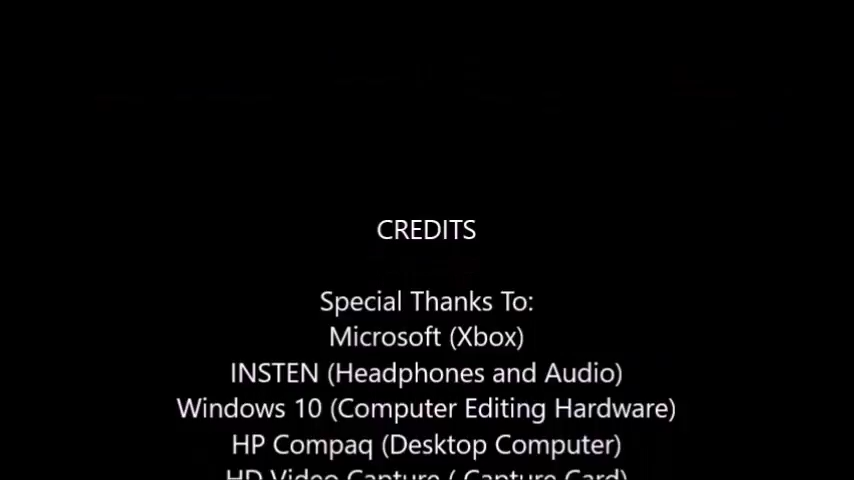 CREDITS
Special Thanks To:
Microsoft (Xbox)
INSTEN (Headphones and Audio)
Windows 10 (Computer Editing Hardware)
HP Compaq (Desktop Computer)
HD Video Capture ( Capture Card)